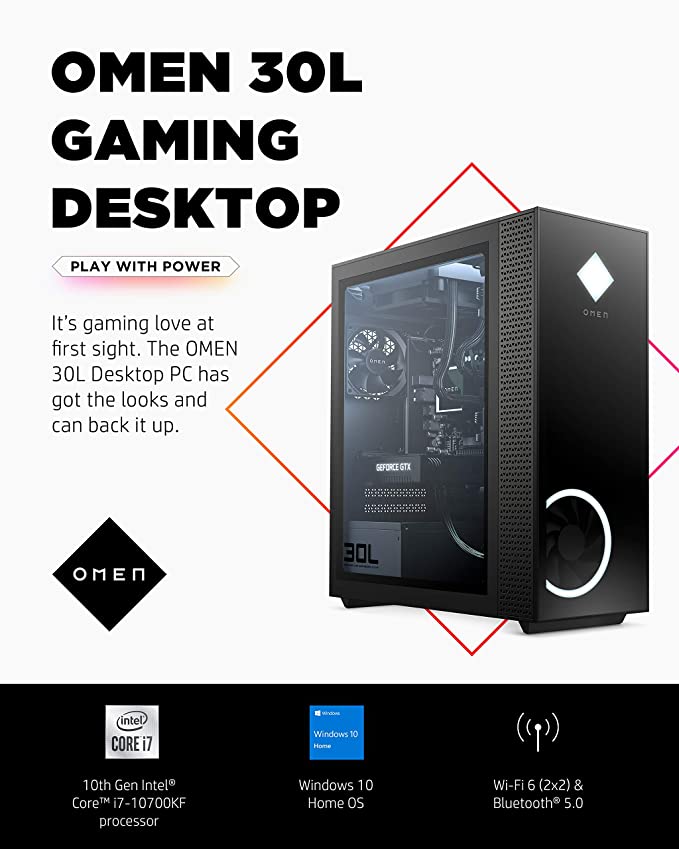 OMEN 30L
GAMING
DESKTOP
PLAY WITH POWER
It's gaming love at
first sight. The OMEN
30L Desktop PC has
got the looks and
can back it up.
OMEN
OMEN
OMEN
OMEN
GEFORCE GTX
30L
intel
CORE i7
10th Gen Intel®
Core™ i7-10700KF
processor
Windows
Windows 10
Home
Windows 10
Home OS
Wi-Fi 6 (2x2) &
Bluetooth® 5.0